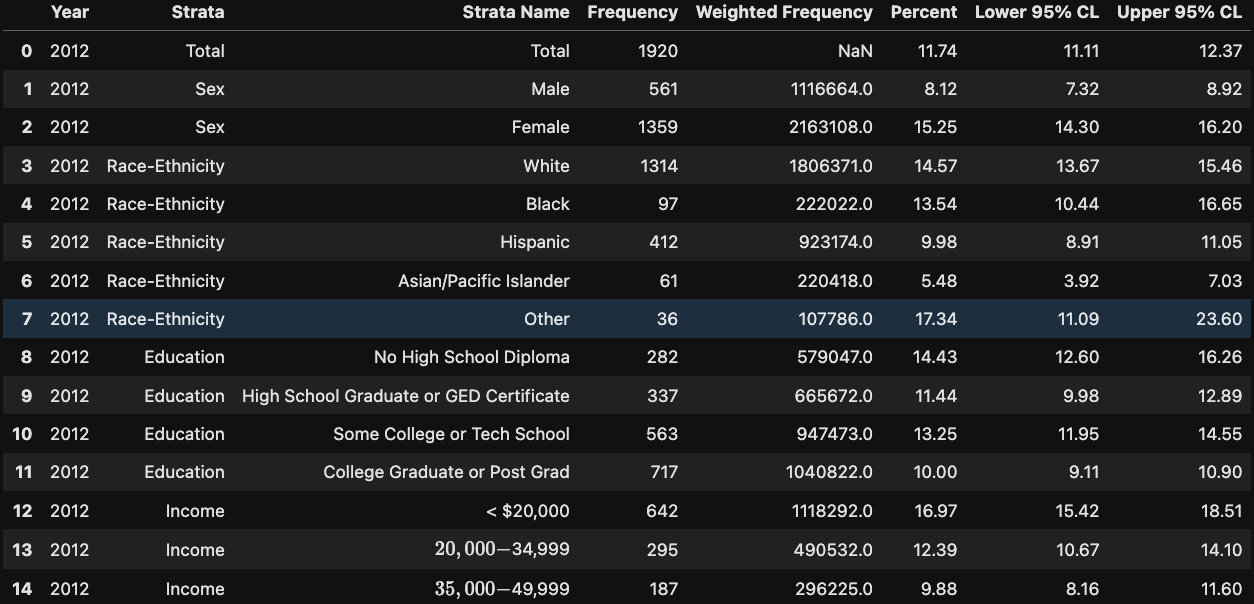 Year Strata Strata Name Frequency Weighted Frequency Percent Lower 95% CL Upper 95% CL
0 2012 Total Total 1920 NaN 11.74 11.11 12.37
1 2012 Sex Male 561 1116664.0 8.12 7.32 8.92
2 2012 Sex Female 1359 2163108.0 15.25 14.30 16.20
3 2012 Race-Ethnicity White 1314 1806371.0 14.57 13.67 15.46
4 2012 Race-Ethnicity Black 97 222022.0 13.54 10.44 16.65
5 2012 Race-Ethnicity Hispanic 412 923174.0 9.98 8.91 11.05
6 2012 Race-Ethnicity Asian/Pacific Islander 61 220418.0 5.48 3.92 7.03
7 2012 Race-Ethnicity Other 36 107786.0 17.34 11.09 23.60
8 2012 Education No High School Diploma 282 579047.0 14.43 12.60 16.26
9 2012 Education High School Graduate or GED Certificate 337 665672.0 11.44 9.98 12.89
10 2012 Education Some College or Tech School 563 947473.0 13.25 11.95 14.55
11 2012 Education College Graduate or Post Grad 717 1040822.0 10.00 9.11 10.90
12 2012 Income < $20,000 642 1118292.0 16.97 15.42 18.51
13 2012 Income 20,000−34,999 295 490532.0 12.39 10.67 14.10
14 2012 Income 35,000−49,999 187 296225.0 9.88 8.16 11.60